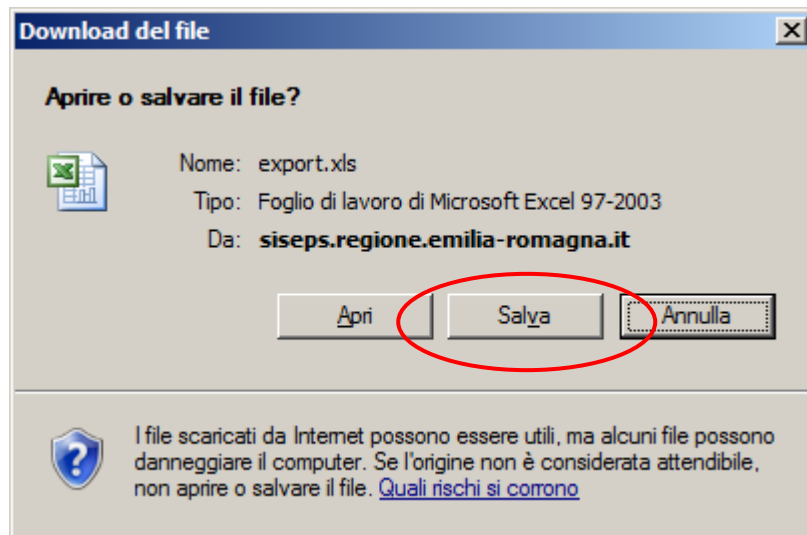 Download del file
Aprire o salvare il file?
Nome: export.xls
Tipo: Foglio di lavoro di Microsoft Excel 97-2003
Da: siseps.regione.emilia-romagna.it
Apri Salva Annulla
I file scaricati da Internet possono essere utili, ma alcuni file possono
danneggiare il computer. Se l'origine non è considerata attendibile,
non aprire o salvare il file. Quali rischi si corrono